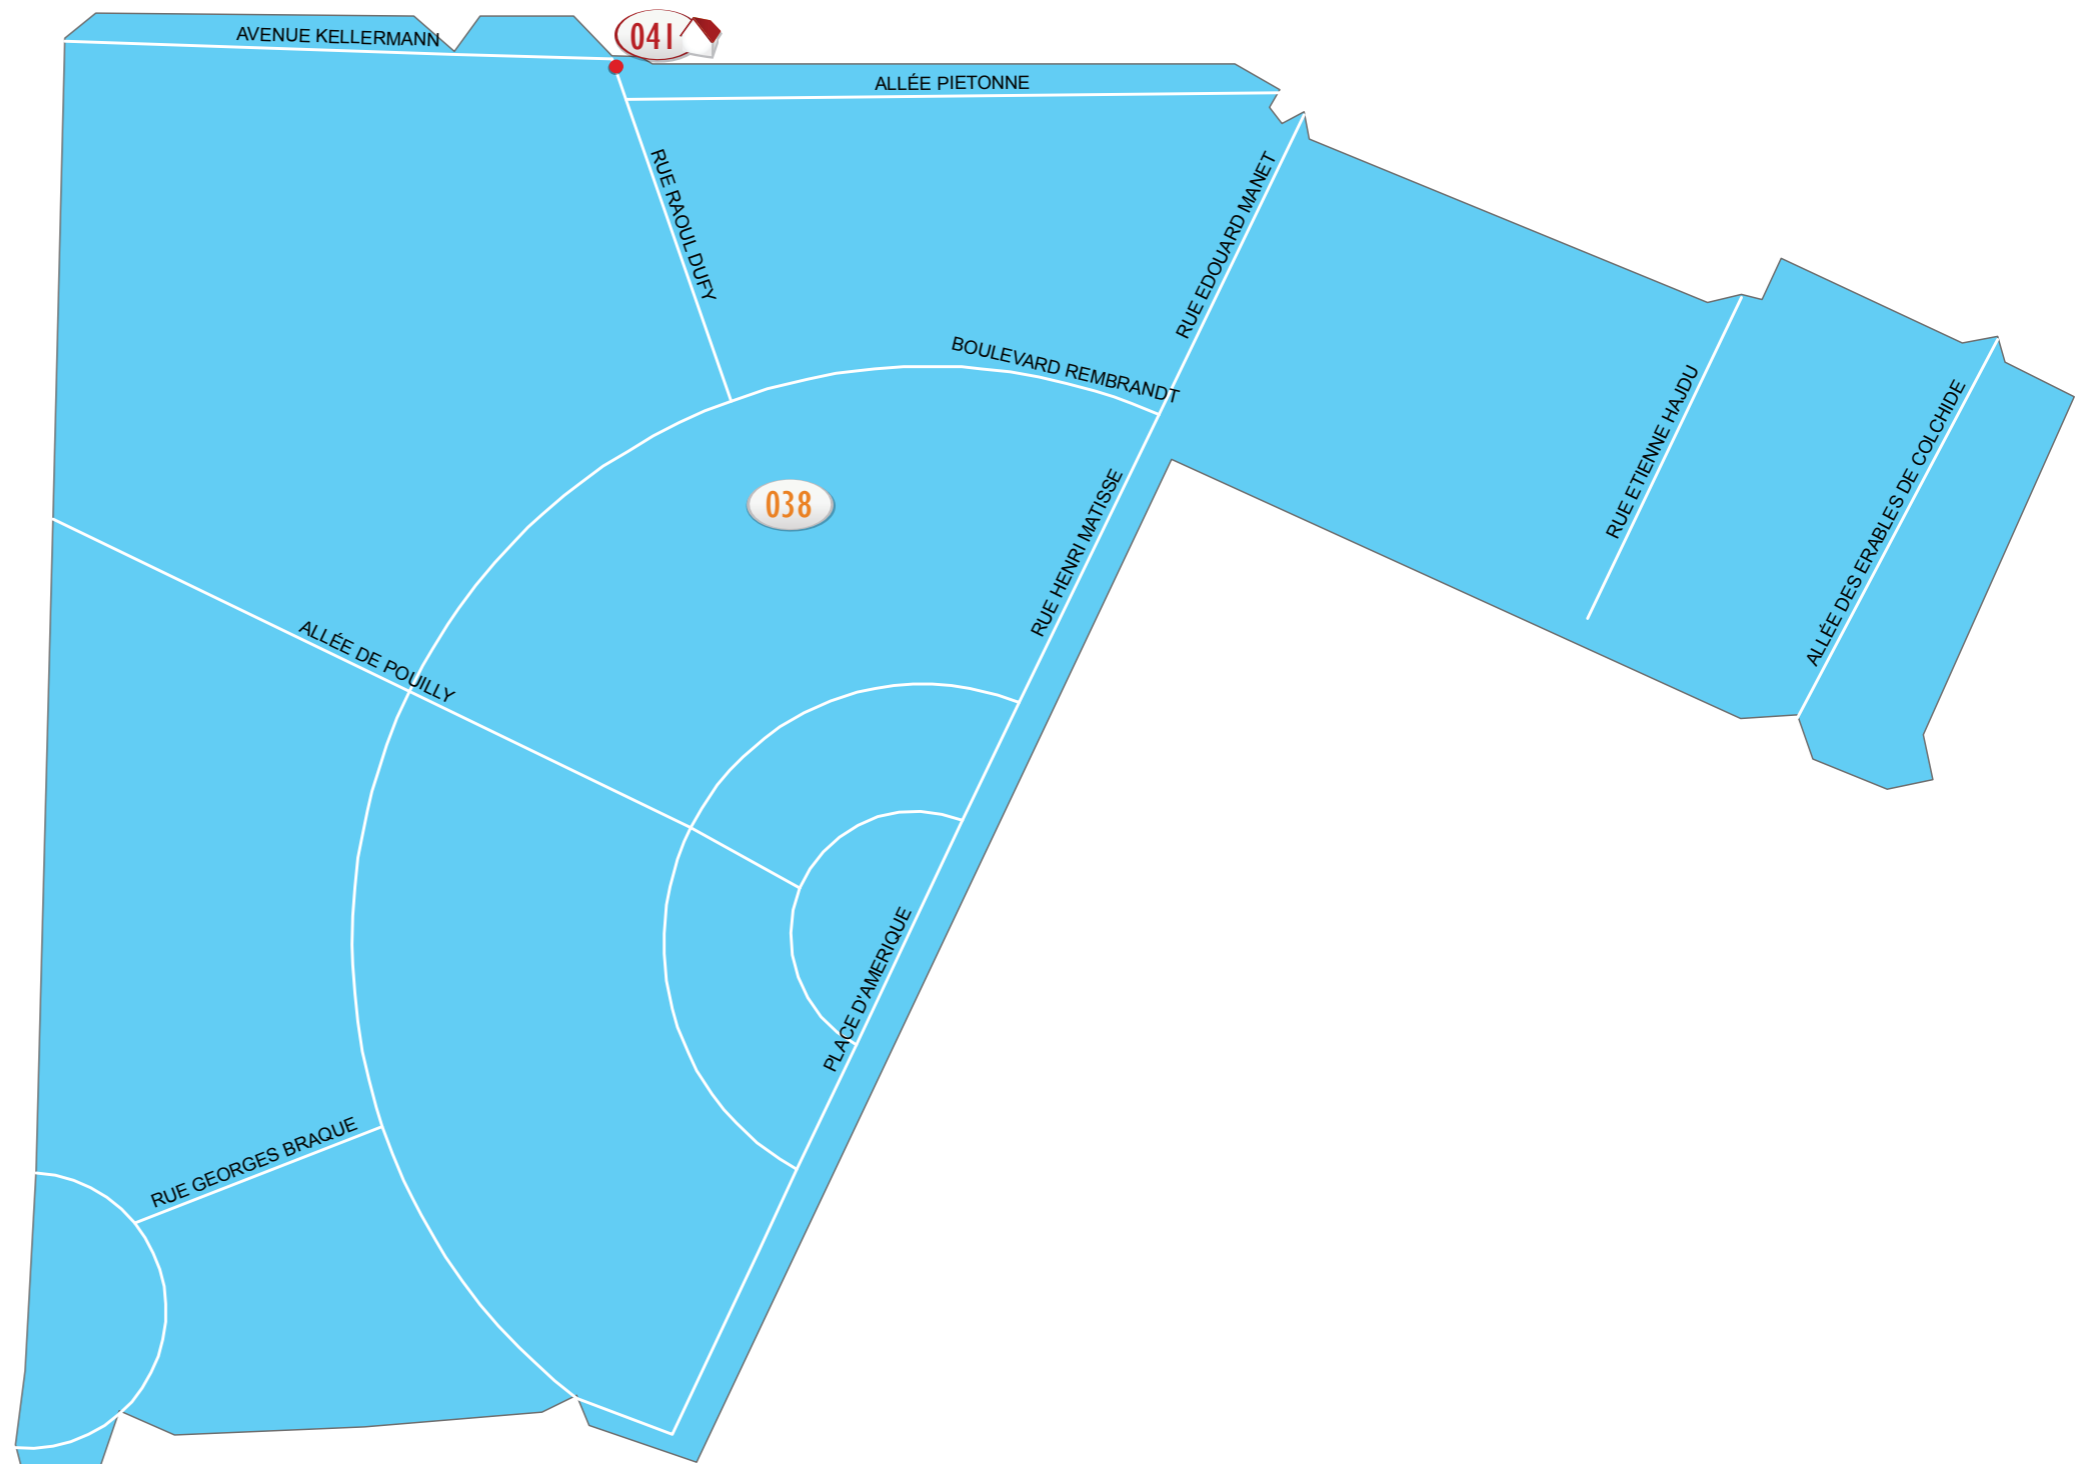 041
AVENUE KELLERMANN
ALLÉE PIETONNE
RUE RAOUL DUFY
RUE EDOUARD MANET
BOULEVARD REMBRANDT
RUE ETIENNE HAJDU
ALLÉE DES ERABLES DE COLCHIDE
038
RUE HENRI MATISSE
ALLÉE DE POUILLY
PLACE D'AMERIQUE
RUE GEORGES BRAQUE